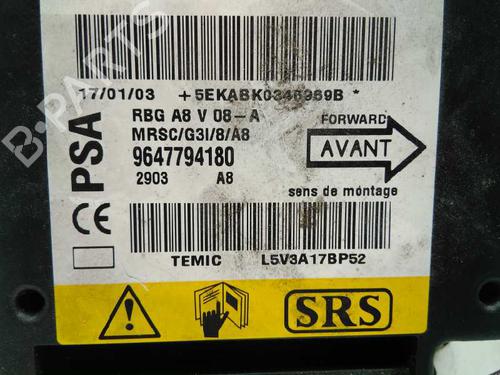 17/01/03 +5EKABK0346969B *
RBG A8 V 08-A
MRSC/G3I/8/A8
9647794180
2903 A8
PSA
CE
FORWARD
AVANT
sens de montage
TEMIC L5V3A17BP52
SRS
B-PARTS